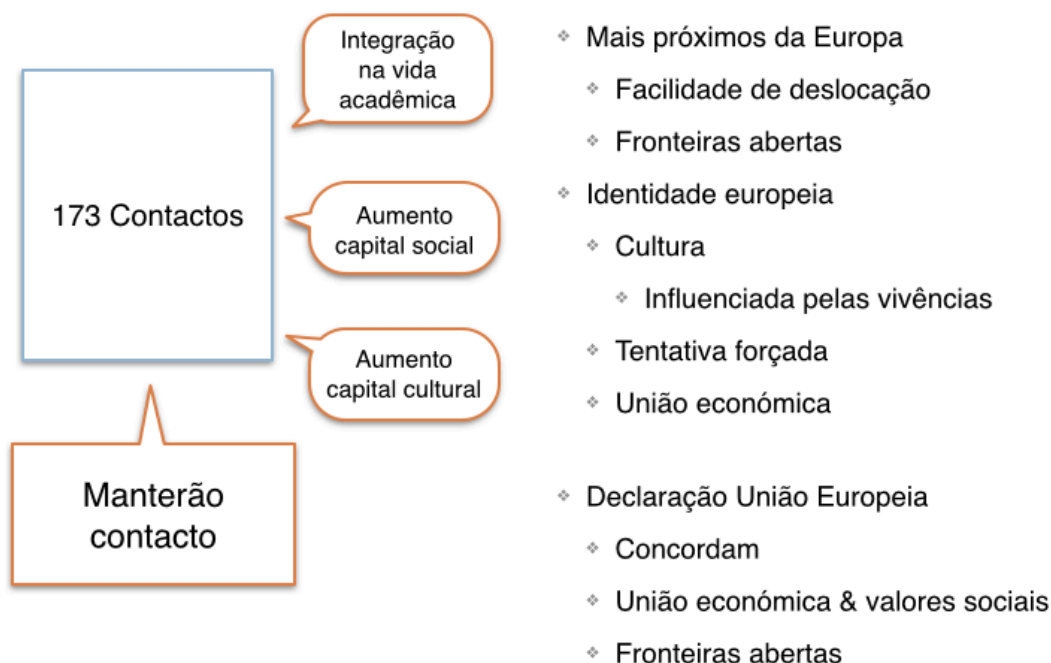 Integração
na vida
acadêmica
173 Contactos
Aumento
capital social
Aumento
capital cultural
Manterão
contacto
Mais próximos da Europa
Facilidade de deslocação
Fronteiras abertas
Identidade europeia
Cultura
Influenciada pelas vivências
Tentativa forçada
União económica
Declaração União Europeia
Concordam
União económica & valores sociais
Fronteiras abertas